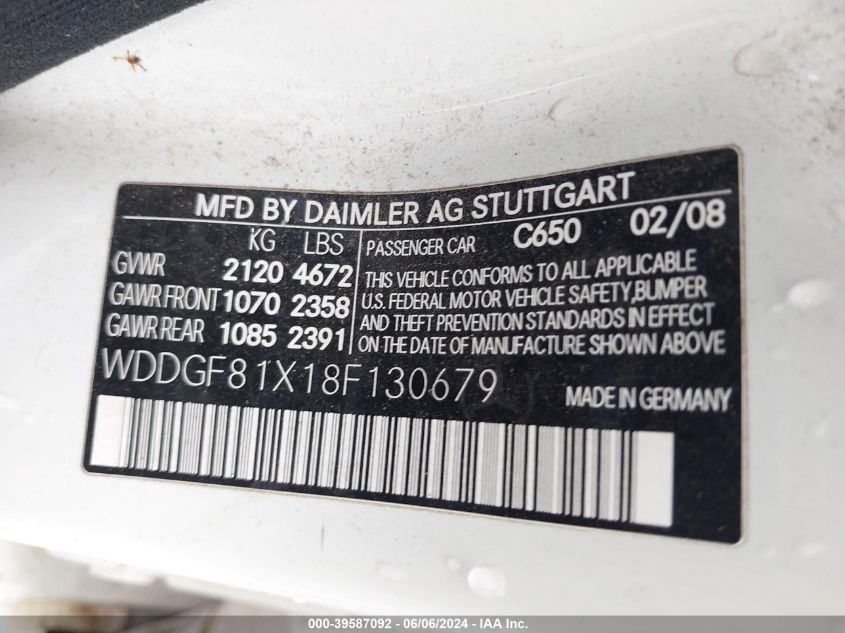 MFD BY DAIMLER AG STUTTGART
KG LBS PASSENGER CAR C650 02/08
GVWR 2120 4672
GAWR FRONT 1070 2358
GAWR REAR 1085 2391
THIS VEHICLE CONFORMS TO ALL APPLICABLE
U.S. FEDERAL MOTOR VEHICLE SAFETY,BUMPER
AND THEFT PREVENTION STANDARDS IN EFFECT
ON THE DATE OF MANUFACTURE SHOWN ABOVE
WDDGF81X18F130679 MADE IN GERMANY
000-39587092 - 06/06/2024 - IAA Inc.